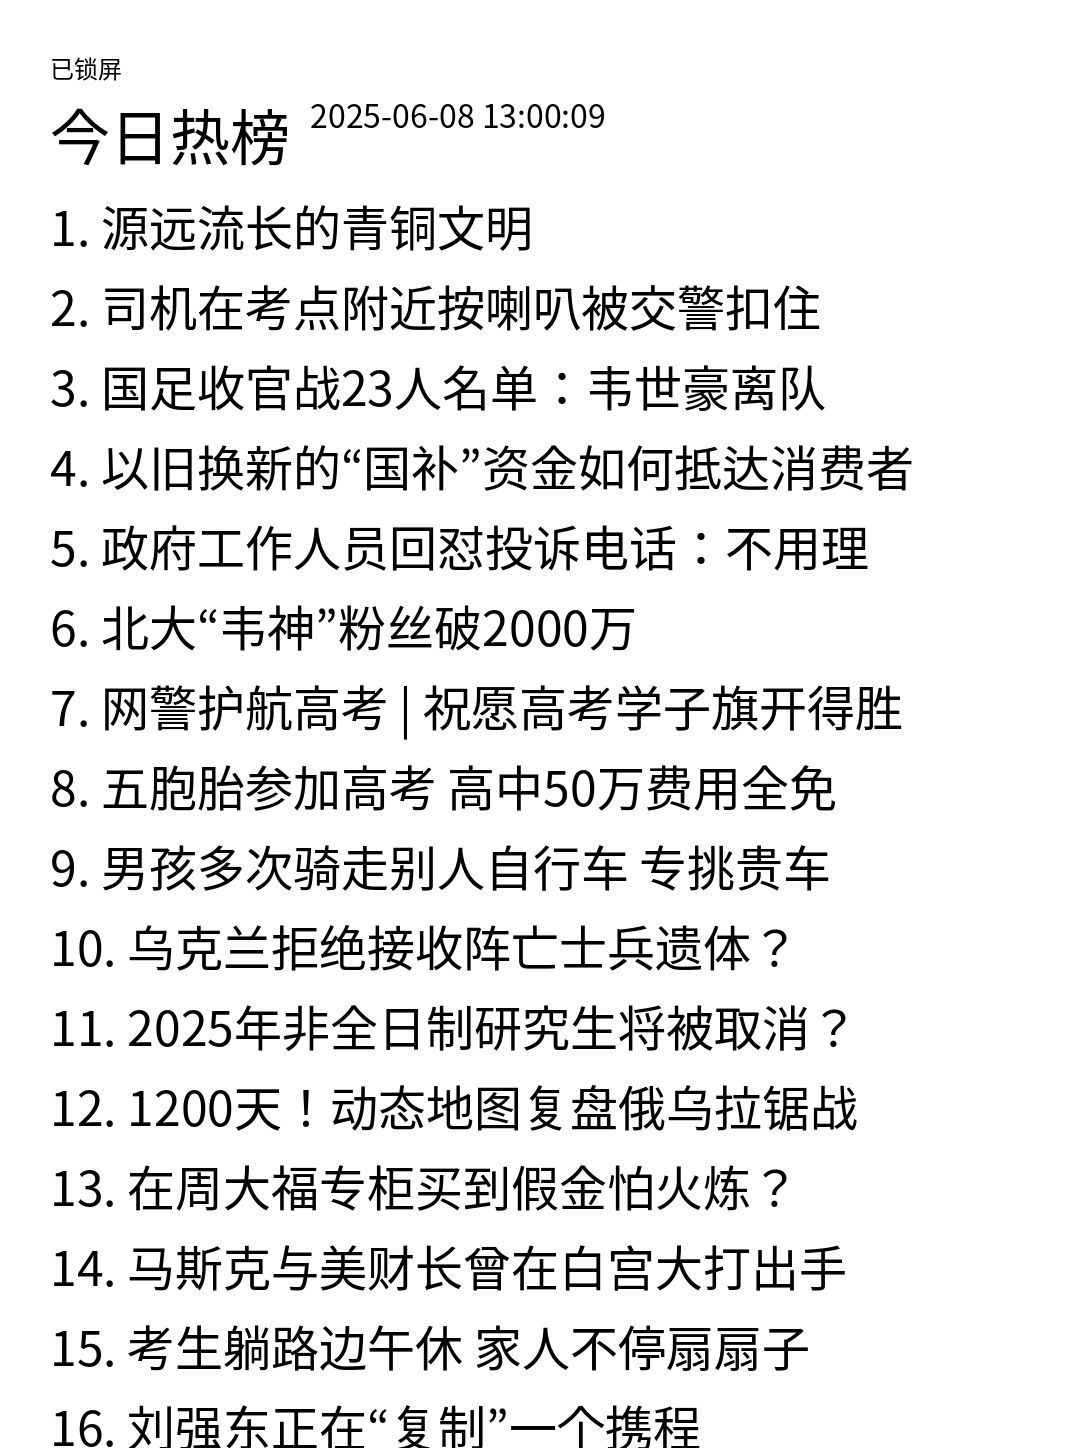 已锁屏
今日热榜 2025-06-08 13:00:09
1. 源远流长的青铜文明
2. 司机在考点附近按喇叭被交警扣住
3. 国足收官战23人名单：韦世豪离队
4. 以旧换新的“国补”资金如何抵达消费者
5. 政府工作人员回怼投诉电话：不用理
6. 北大“韦神”粉丝破2000万
7. 网警护航高考 | 祝愿高考学子旗开得胜
8. 五胞胎参加高考 高中50万费用全免
9. 男孩多次骑走别人自行车 专挑贵车
10. 乌克兰拒绝接收阵亡士兵遗体？
11. 2025年非全日制研究生将被取消？
12. 1200天！动态地图复盘俄乌拉锯战
13. 在周大福专柜买到假金怕火炼？
14. 马斯克与美财长曾在白宫大打出手
15. 考生躺路边午休 家人不停扇扇子
16. 刘强东正在“复制”一个携程